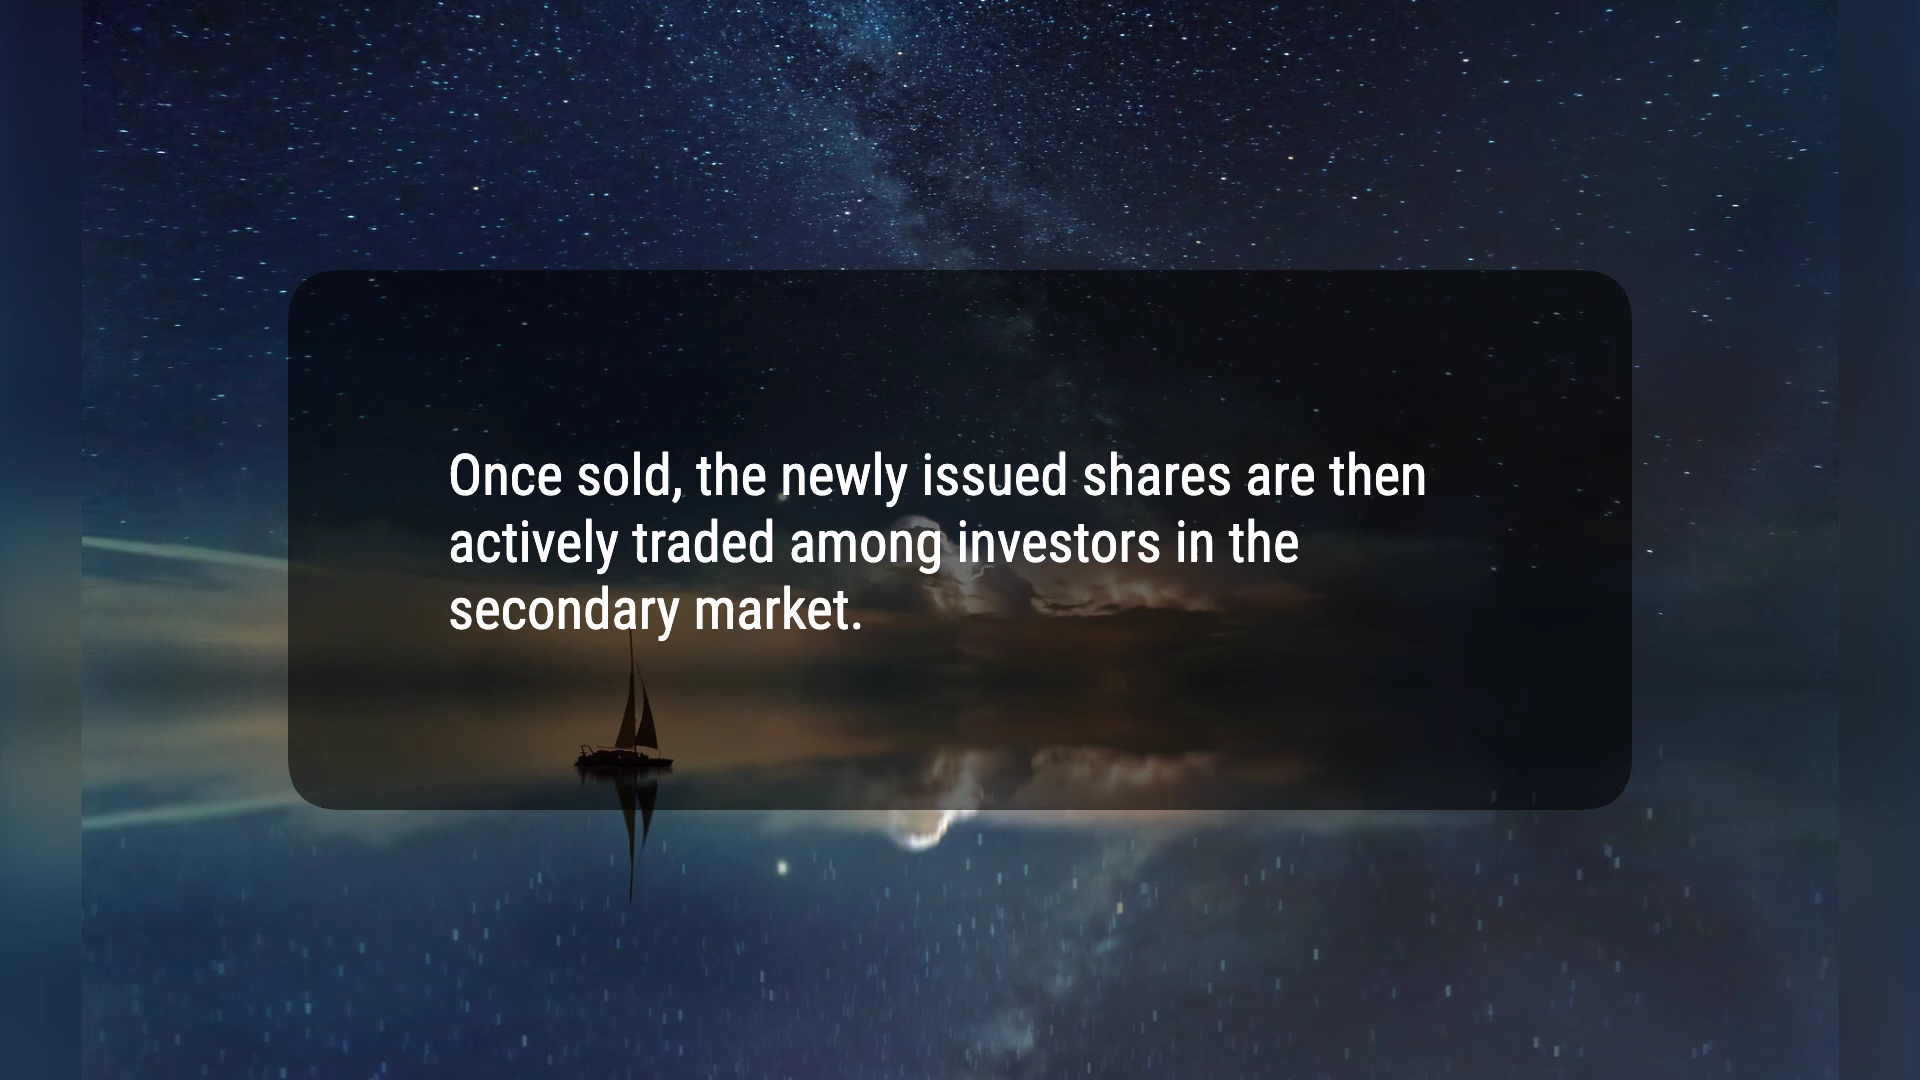 Once sold, the newly issued shares are then
actively traded among investors in the
secondary market.